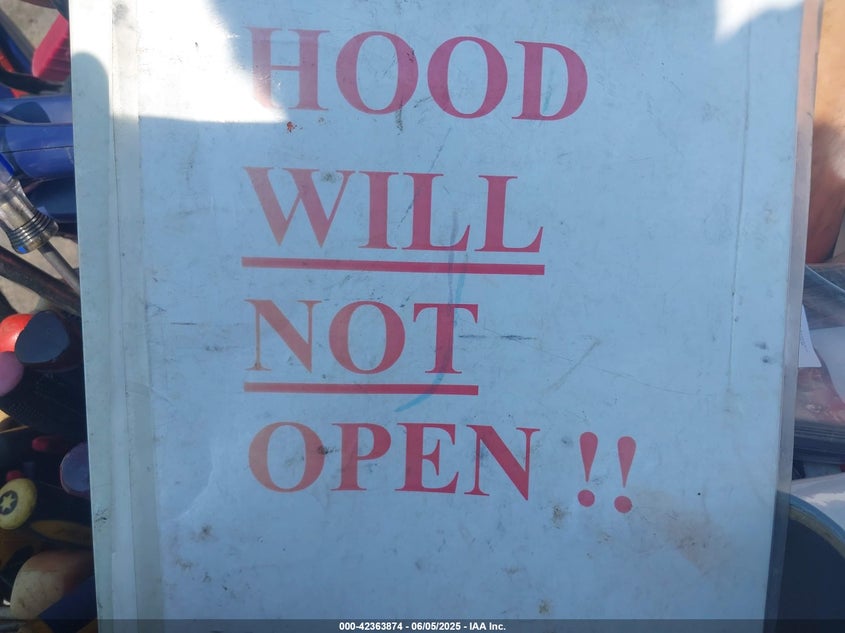 HOOD
WILL
NOT
OPEN !!
000-42363874 | 06/05/2025 - IAA Inc.